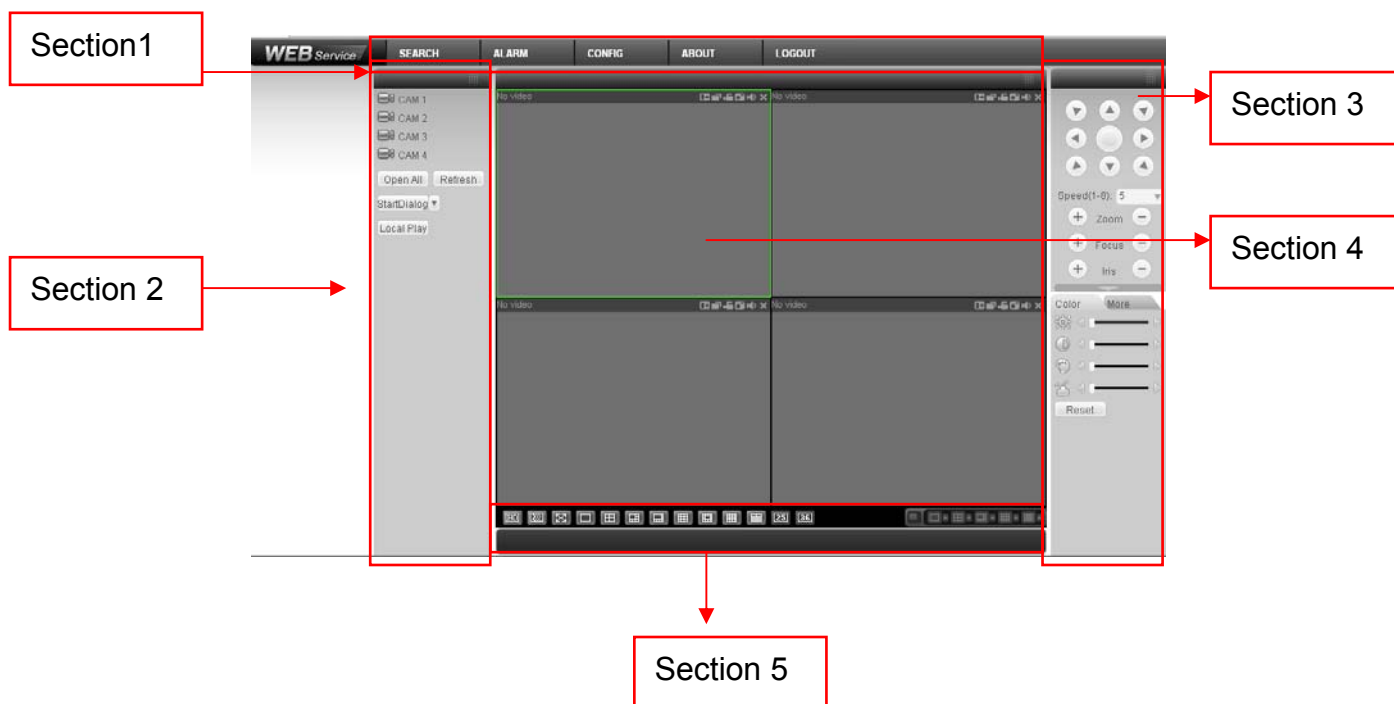 Section1
WEB Service
SEARCH
ALARM
CONFIG
ABOUT
LOGOUT
CAM 1
CAM 2
CAM 3
CAM 4
Open All
Refresh
StartDialog
Local Play
Section 2
No video
No video
No video
No video
Section 3
Speed(1-8): 5
Zoom
Focus
Iris
Section 4
Color
More
Reset
25
36
Section 5